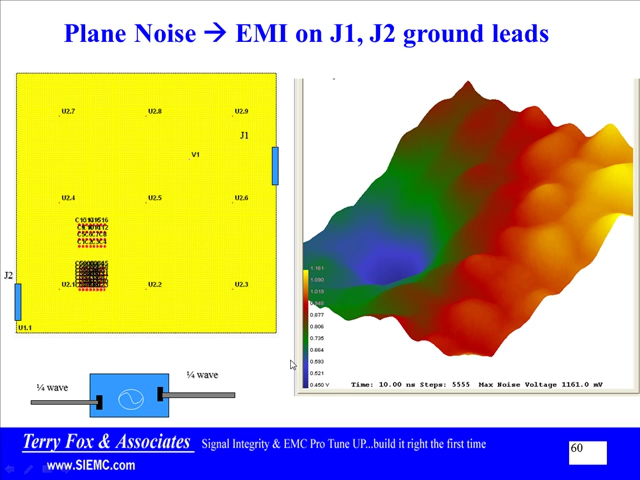 Plane Noise → EMI on J1, J2 ground leads
U2.7 U2.8 U2.9
J1
V1
U2.4 U2.5 U2.6
J2
U2.2 U2.3
U1.1
¼ wave
¼ wave
1.090
0.877
0.806
0.735
0.664
0.593
0.521
0.450 V
Time: 10.00 ns Steps: 5555 Max Noise Voltage 1161.0 mV
Terry Fox & Associates Signal Integrity & EMC Pro Tune UP...build it right the first time
www.SIEMC.com
60